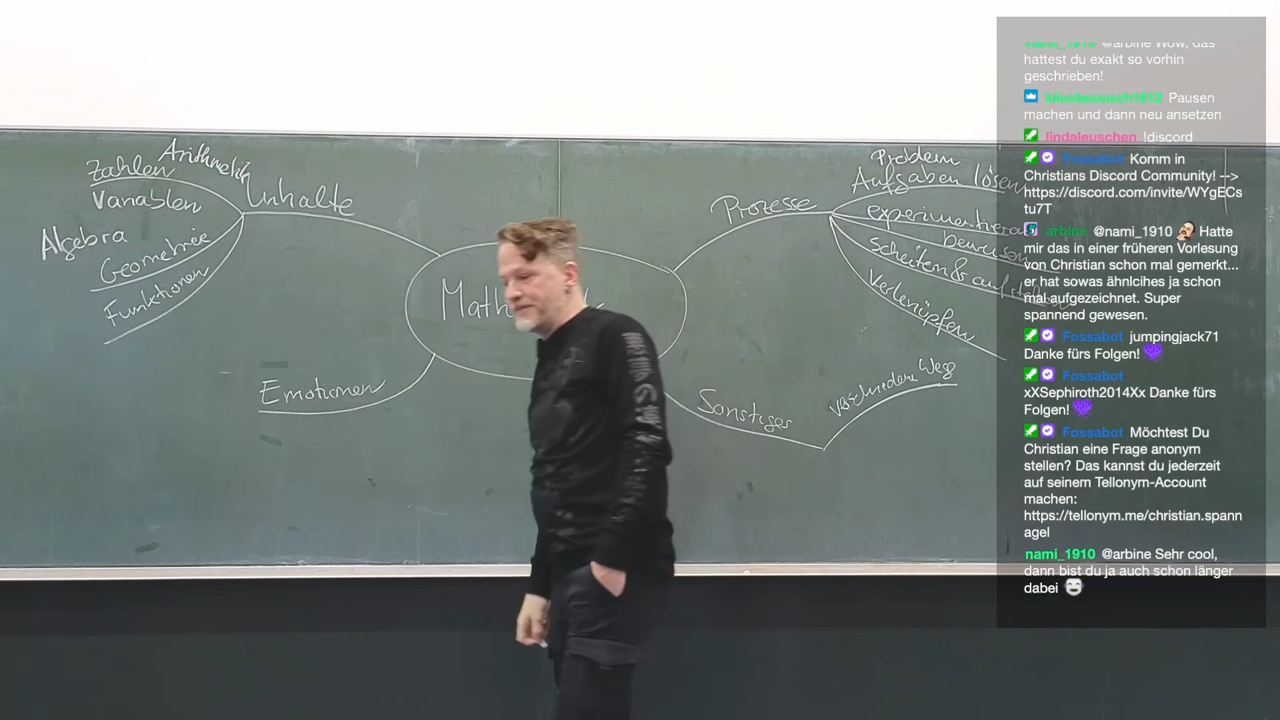 Zahlen
Arithmetik
Variablen
Algebra
Geometrie
Funktionen
Inhalte
Emotionen
Math
Prozesse
Problem
Aufgaben lösen
experimentieren
beweisen
Scheitern & aufstehen
Verknüpfen
Sonstiges
verschiedene Wege
nami_1910 @arbine Wow, das
hattest du exakt so vorhin
geschrieben!
Pausen
machen und dann neu ansetzen
lindaleuschen !discord
Fossabot Komm in
Christians Discord Community! -->
https://discord.com/invite/WYgECs
tu7T
arbine @nami_1910 Hatte
mir das in einer früheren Vorlesung
von Christian schon mal gemerkt...
er hat sowas ähnlcihes ja schon
mal aufgezeichnet. Super
spannend gewesen.
Fossabot jumpingjack71
Danke fürs Folgen!
Fossabot
xXSephiroth2014Xx Danke fürs
Folgen!
Fossabot Möchtest Du
Christian eine Frage anonym
stellen? Das kannst du jederzeit
auf seinem Tellonym-Account
machen:
https://tellonym.me/christian.spann
agel
nami_1910 @arbine Sehr cool,
dann bist du ja auch schon länger
dabei